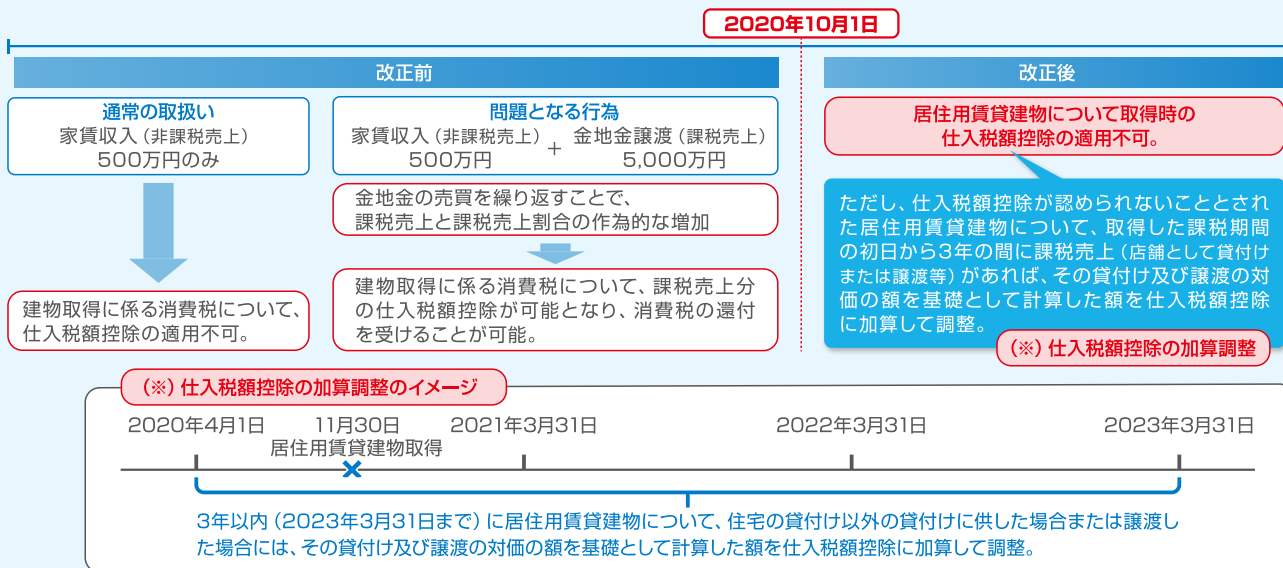 2020年10月1日
改正前
通常の取扱い
家賃収入（非課税売上）
500万円のみ
建物取得に係る消費税について、
仕入税額控除の適用不可。
問題となる行為
家賃収入（非課税売上） + 金地金譲渡（課税売上）
500万円 5,000万円
金地金の売買を繰り返すことで、
課税売上と課税売上割合の作為的な増加
建物取得に係る消費税について、課税売上分
の仕入税額控除が可能となり、消費税の還付
を受けることが可能。
改正後
居住用賃貸建物について取得時の
仕入税額控除の適用不可。
ただし、仕入税額控除が認められないこととさ
れた居住用賃貸建物について、取得した課税期間
の初日から3年の間に課税売上（店舗として貸付け
または譲渡等）があれば、その貸付け及び譲渡の対
価の額を基礎として計算した額を仕入税額控除
に加算して調整。
（※）仕入税額控除の加算調整
（※）仕入税額控除の加算調整のイメージ
2020年4月1日 11月30日 2021年3月31日 2022年3月31日 2023年3月31日
居住用賃貸建物取得
3年以内（2023年3月31日まで）に居住用賃貸建物について、住宅の貸付け以外の貸付けに供した場合または譲渡し
た場合には、その貸付け及び譲渡の対価の額を基礎として計算した額を仕入税額控除に加算して調整。